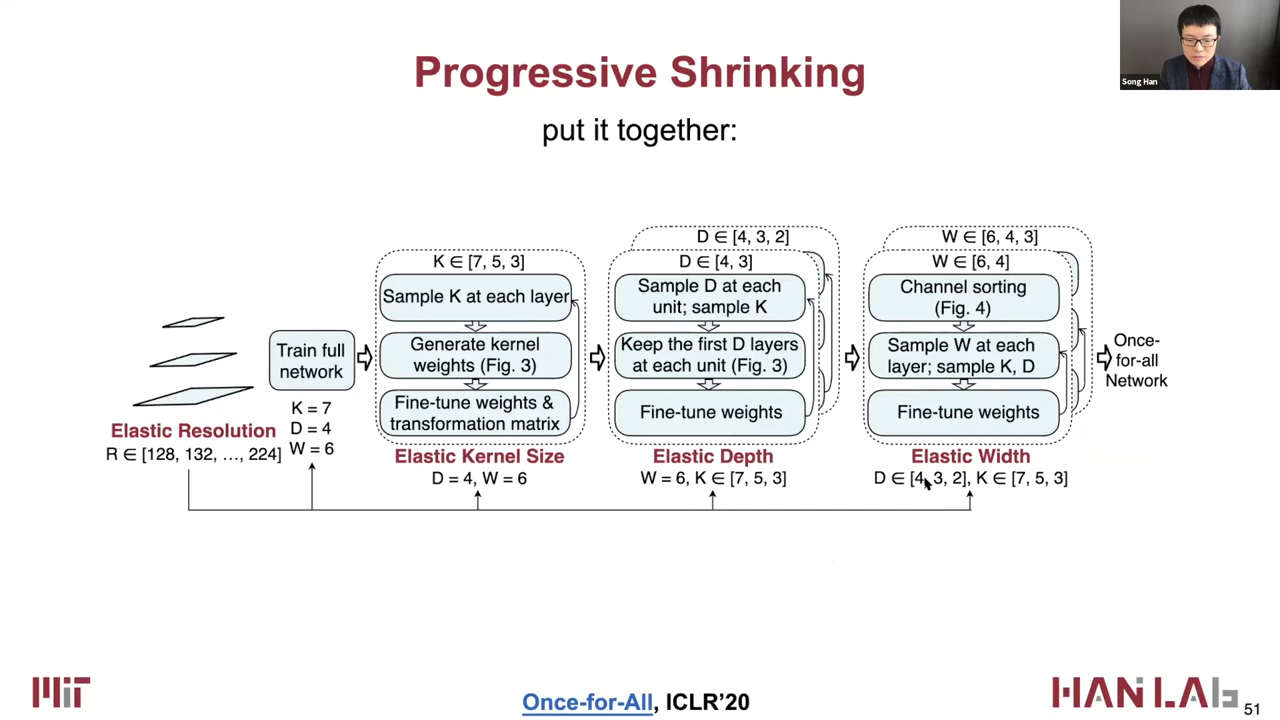 Progressive Shrinking
put it together:
Song Han
Elastic Resolution
R ∈ [128, 132, …, 224]
Train full
network
K = 7
D = 4
W = 6
K ∈ [7, 5, 3]
Sample K at each layer
Generate kernel
weights (Fig. 3)
Fine-tune weights &
transformation matrix
Elastic Kernel Size
D = 4, W = 6
D ∈ [4, 3, 2]
D ∈ [4, 3]
Sample D at each
unit; sample K
Keep the first D layers
at each unit (Fig. 3)
Fine-tune weights
Elastic Depth
W = 6, K ∈ [7, 5, 3]
W ∈ [6, 4, 3]
W ∈ [6, 4]
Channel sorting
(Fig. 4)
Sample W at each
layer; sample K, D
Fine-tune weights
Elastic Width
D ∈ [4, 3, 2], K ∈ [7, 5, 3]
Once-
for-all
Network
MIT
Once-for-All, ICLR’20
HAN LAB
51